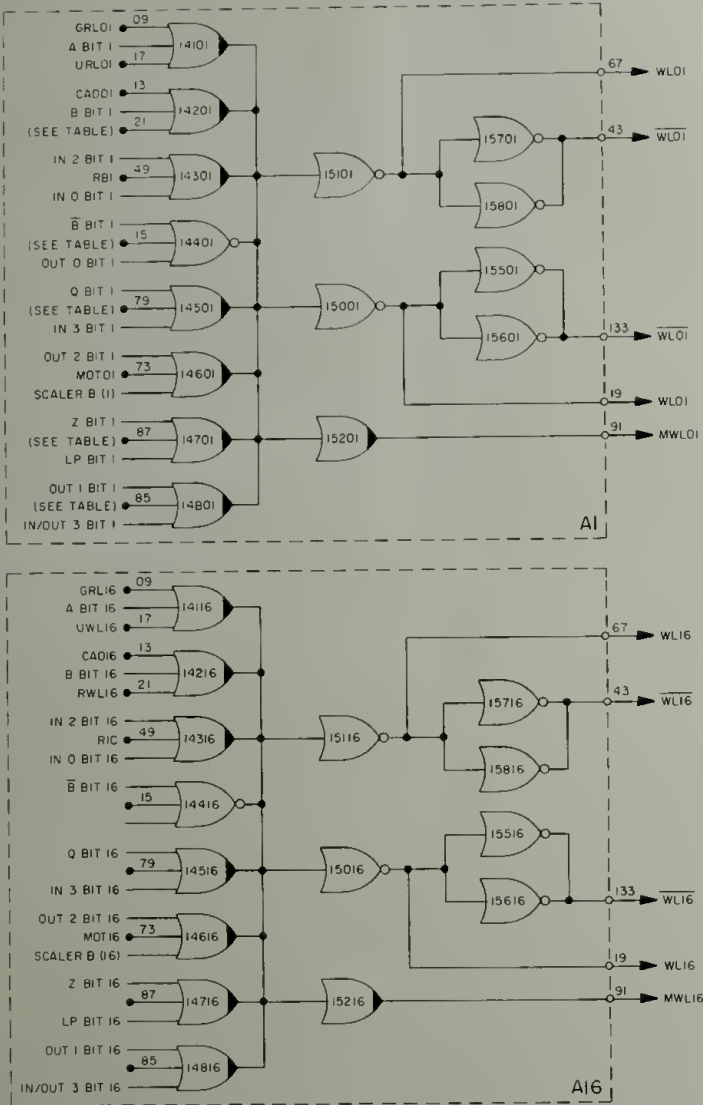 GRL01 09
A BIT 1 14101
URL01 17
CAD01 13
B BIT 1 14201
(SEE TABLE) 21
IN 2 BIT 1
RB1 49 14301
IN 0 BIT 1
B BIT 1
(SEE TABLE) 15 14401
OUT 0 BIT 1
Q BIT 1
(SEE TABLE) 79 14501
IN 3 BIT 1
OUT 2 BIT 1
MOT01 73 14601
SCALER B (1)
Z BIT 1
(SEE TABLE) 87 14701
LP BIT 1
OUT 1 BIT 1
(SEE TABLE) 85 14801
IN/OUT 3 BIT 1
15101
15001
15201
15701
15801
15501
15601
67 WL01
43 WL01
133 WL01
19 WL01
91 MWL01
A1
GRL16 09
A BIT 16 14116
UWL16 17
CAD16 13
B BIT 16 14216
RWL16 21
IN 2 BIT 16
RIC 49 14316
IN 0 BIT 16
B BIT 16
15 14416
Q BIT 16
79 14516
IN 3 BIT 16
OUT 2 BIT 16
MOT16 73 14616
SCALER B (16)
Z BIT 16
87 14716
LP BIT 16
OUT 1 BIT 16
85 14816
IN/OUT 3 BIT 16
15116
15016
15216
15716
15816
15516
15616
67 WL16
43 WL16
133 WL16
19 WL16
91 MWL16
A16